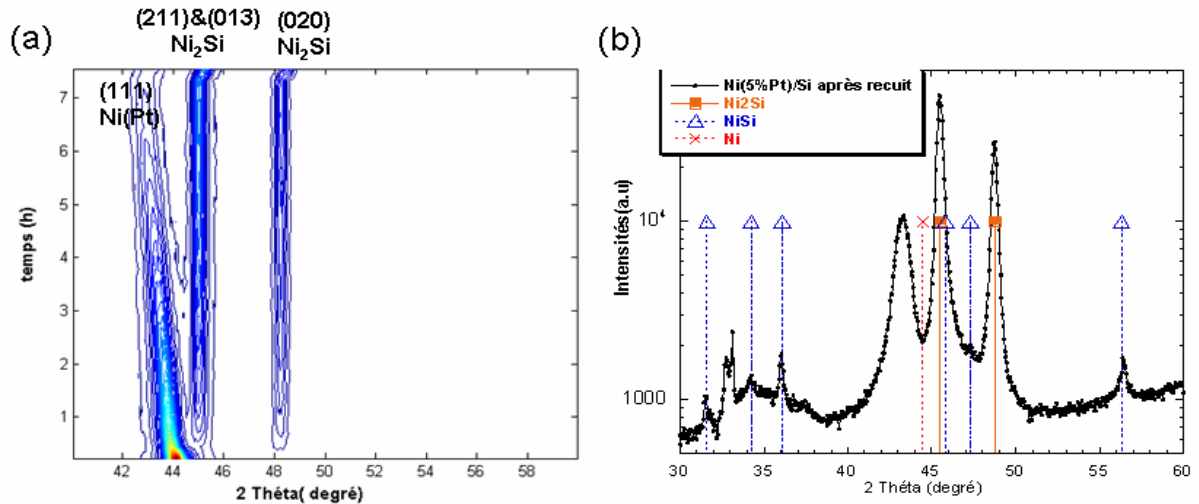 (a)
(211)&(013)
Ni2Si
(020)
Ni2Si
(111)
Ni(Pt)
temps (h)
7
6
5
4
3
2
1
42 44 46 48 50 52 54 56 58
2 Théta( degré)
(b)
Ni(5%Pt)/Si après recuit
Ni2Si
NiSi
Ni
Intensités(a.u)
10^4
1000
30 35 40 45 50 55 60
2 Théta (degré)